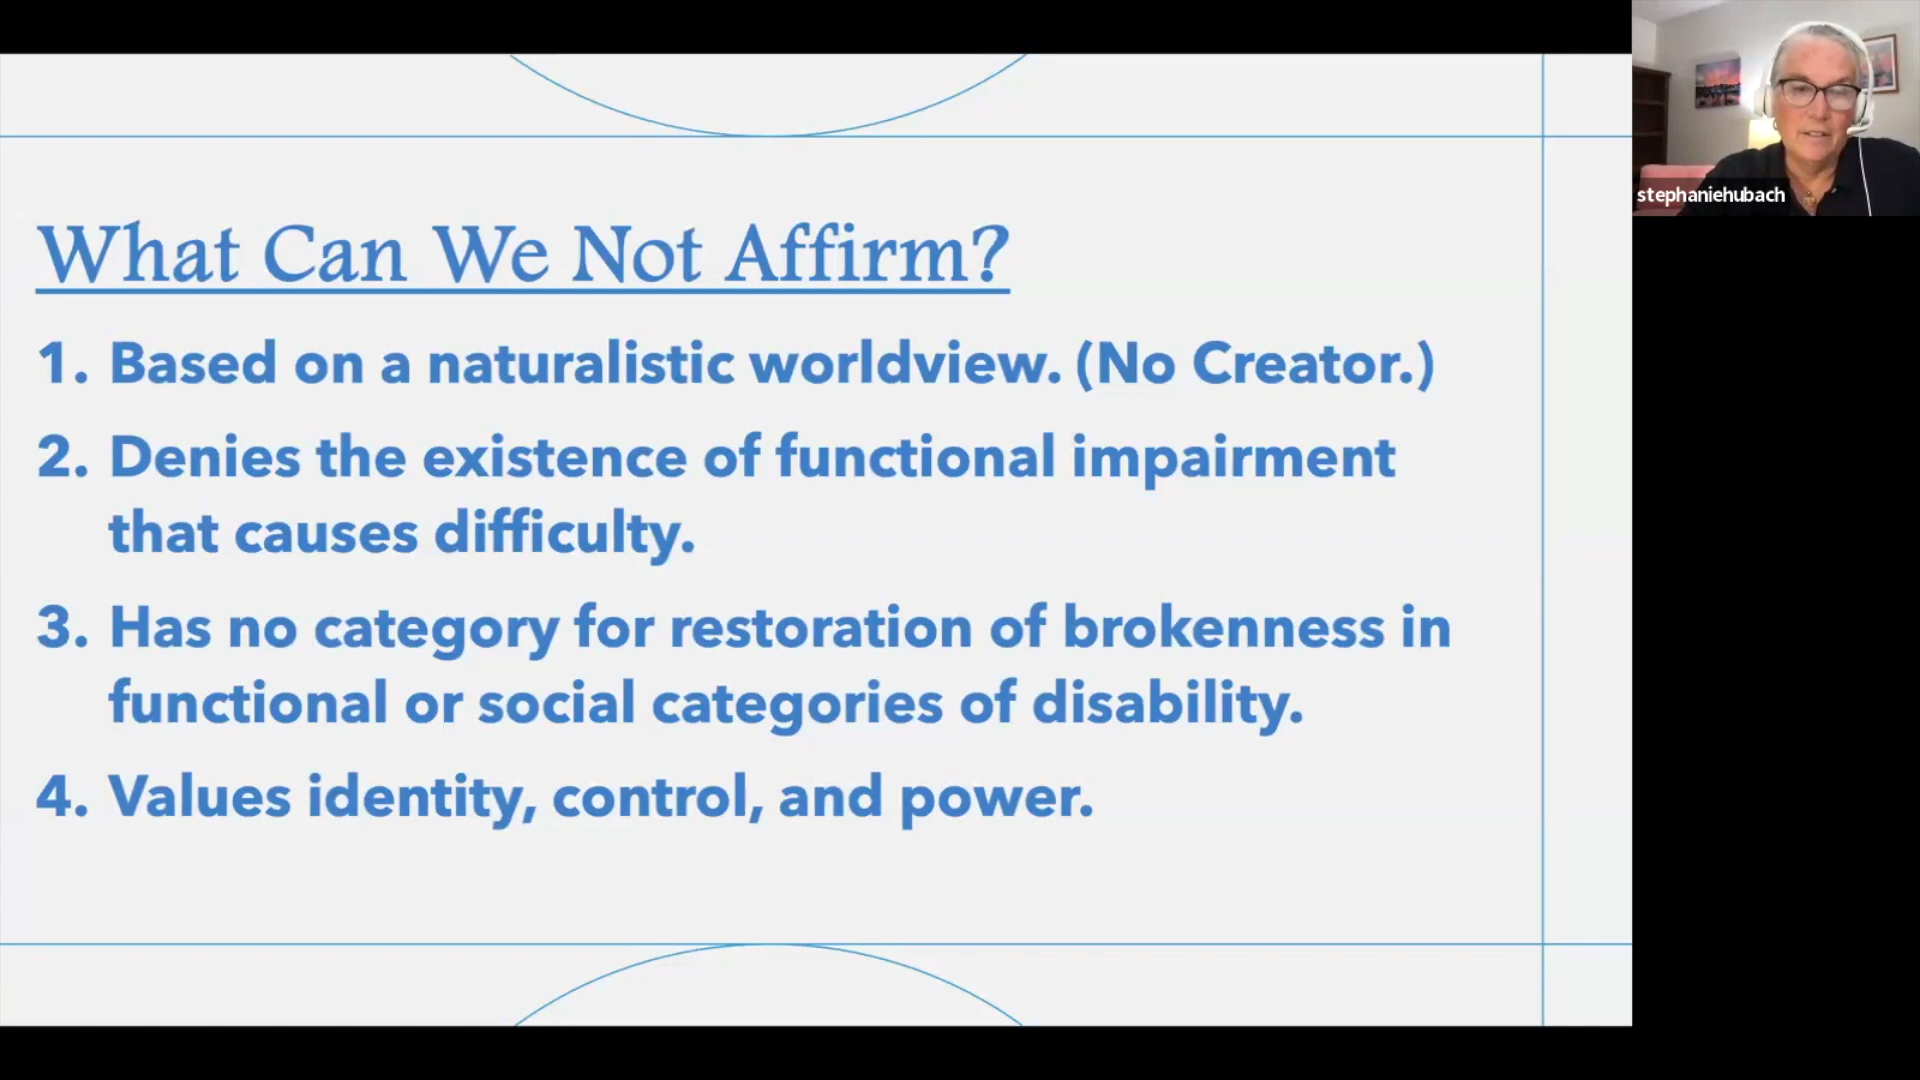 What Can We Not Affirm?
1. Based on a naturalistic worldview. (No Creator.)
2. Denies the existence of functional impairment
that causes difficulty.
3. Has no category for restoration of brokenness in
functional or social categories of disability.
4. Values identity, control, and power.
stephaniehubach